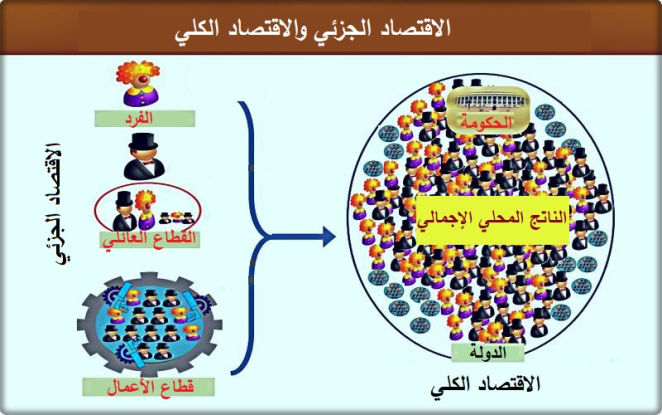 الاقتصاد الجزئي والاقتصاد الكلي
الفرد
الاقتصاد الجزئي
القطاع العائلي
قطاع الأعمال
الحكومة
الناتج المحلي الإجمالي
الدولة
الاقتصاد الكلي